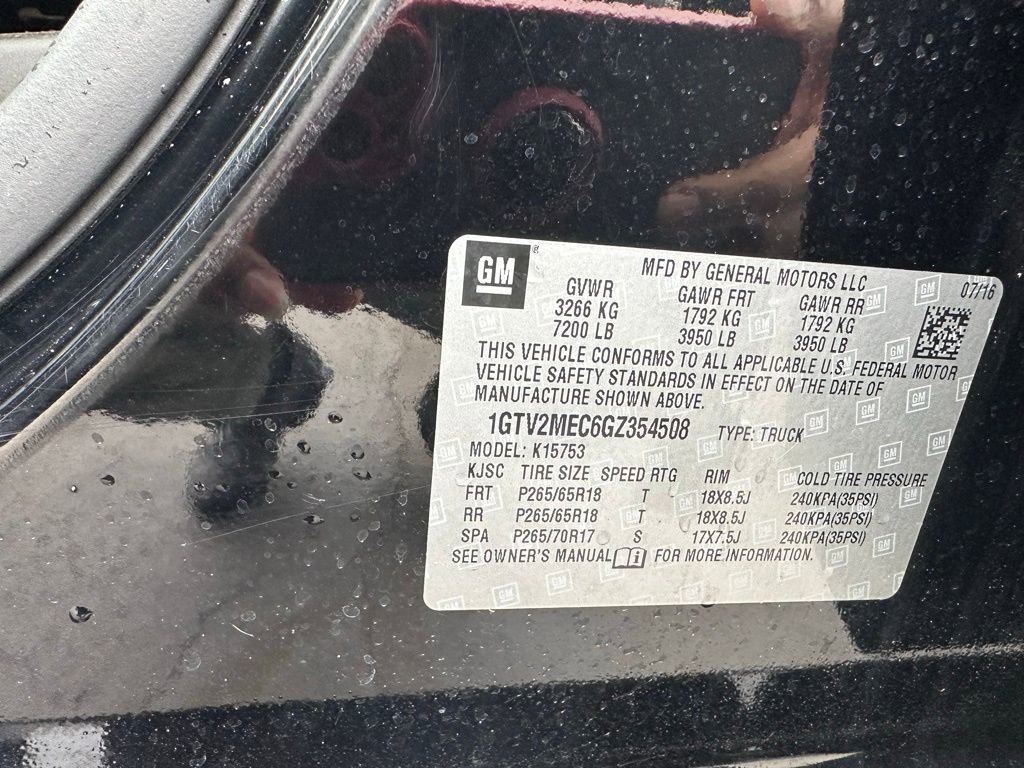 GM
MFD BY GENERAL MOTORS LLC
07/16
GVWR GAWR FRT GAWR RR
3266 KG 1792 KG 1792 KG
7200 LB 3950 LB 3950 LB
THIS VEHICLE CONFORMS TO ALL APPLICABLE U.S. FEDERAL MOTOR
VEHICLE SAFETY STANDARDS IN EFFECT ON THE DATE OF
MANUFACTURE SHOWN ABOVE.
1GTV2MEC6GZ354508 TYPE: TRUCK
MODEL: K15753
KJSC TIRE SIZE SPEED RTG RIM COLD TIRE PRESSURE
FRT P265/65R18 T 18X8.5J 240KPA(35PSI)
RR P265/65R18 T 18X8.5J 240KPA(35PSI)
SPA P265/70R17 S 17X7.5J 240KPA(35PSI)
SEE OWNER'S MANUAL FOR MORE INFORMATION.